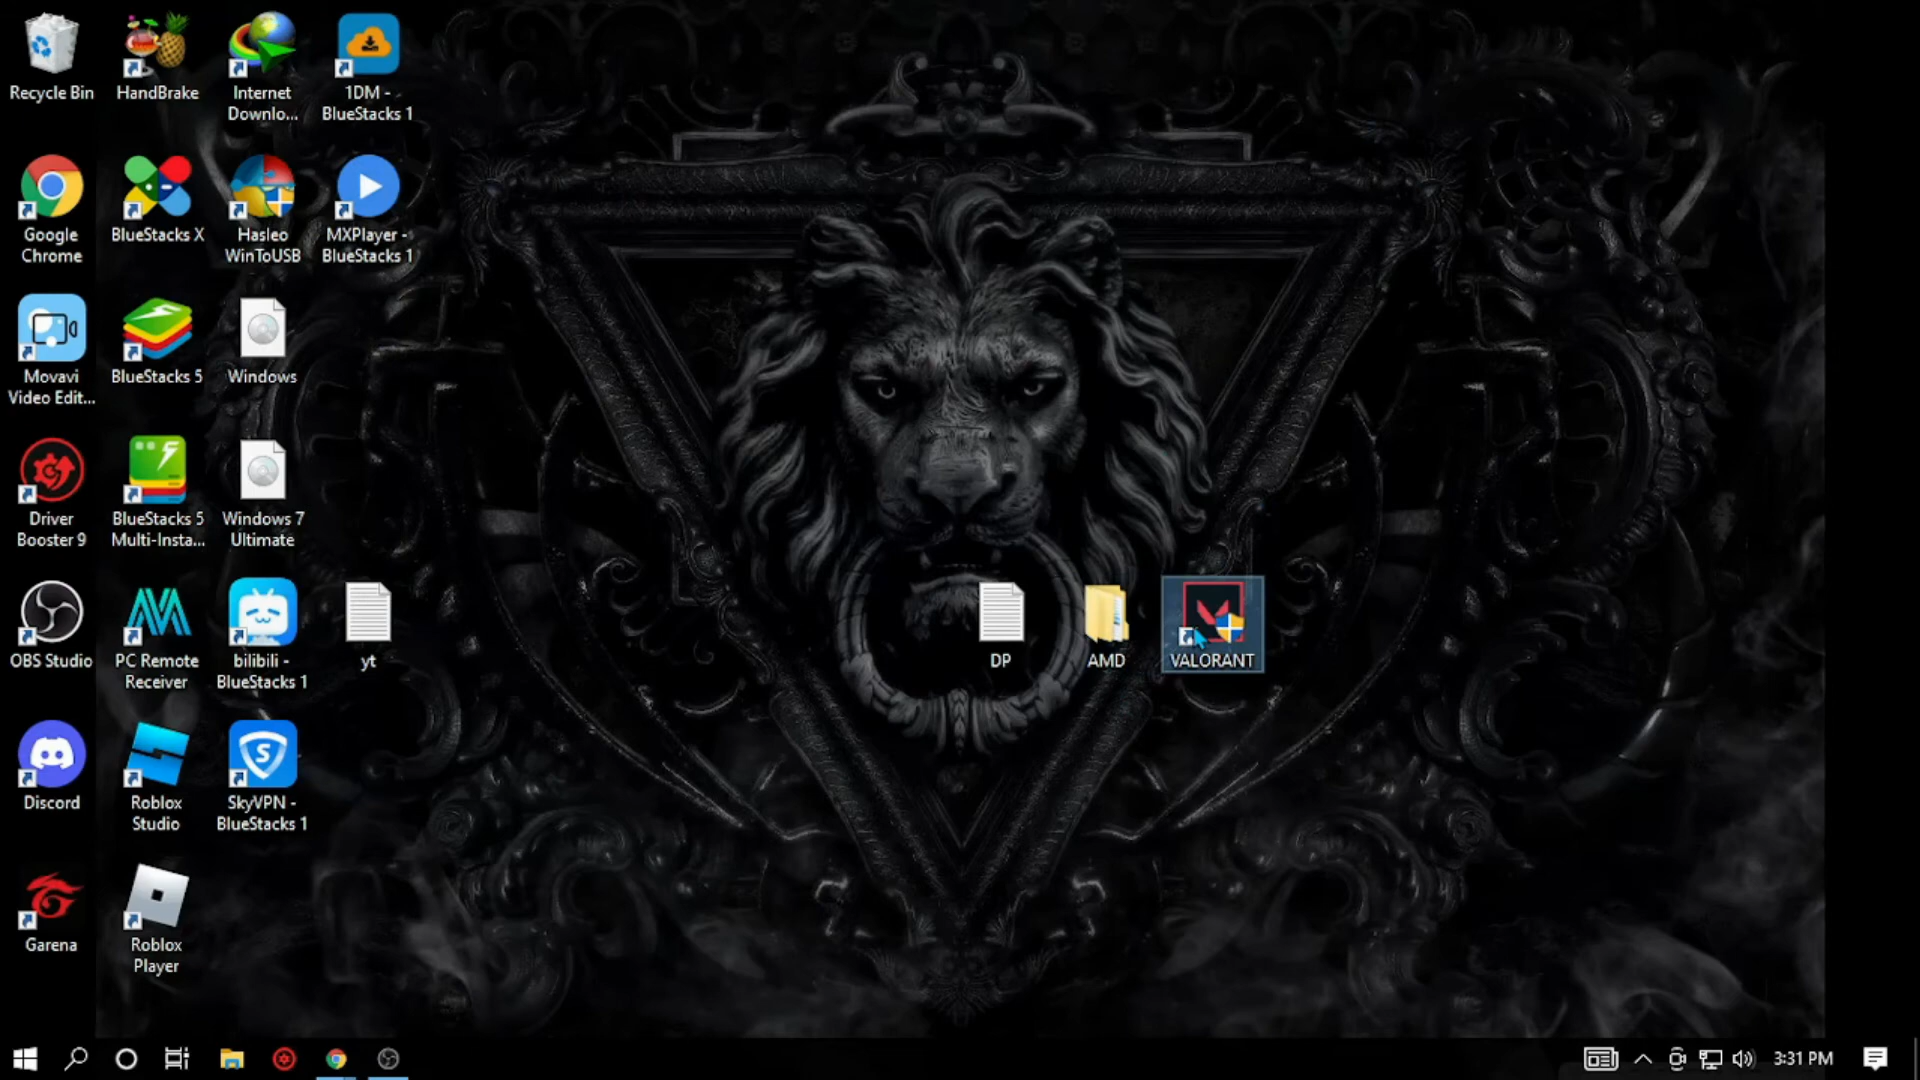 Recycle Bin
HandBrake
Internet
Downlo...
1DM -
BlueStacks 1
Google
Chrome
BlueStacks X
Hasleo
WinToUSB
MXPlayer -
BlueStacks 1
Movavi
Video Edit...
BlueStacks 5
Windows
Driver
Booster 9
BlueStacks 5
Multi-Insta...
Windows 7
Ultimate
OBS Studio
PC Remote
Receiver
bilibili -
BlueStacks 1
yt
DP
AMD
VALORANT
Discord
Roblox
Studio
SkyVPN -
BlueStacks 1
Garena
Roblox
Player
3:31 PM